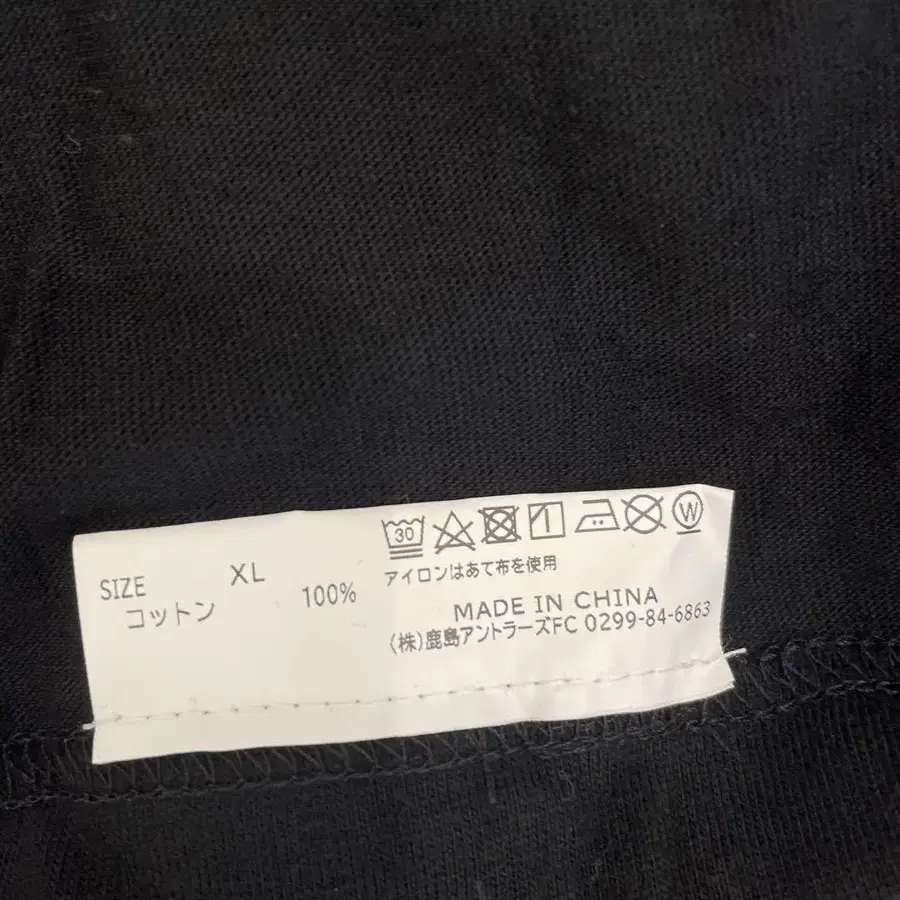 SIZE XL
コットン 100%
30 W
アイロンはあて布を使用
MADE IN CHINA
(株)鹿島アントラーズFC 0299-84-6863